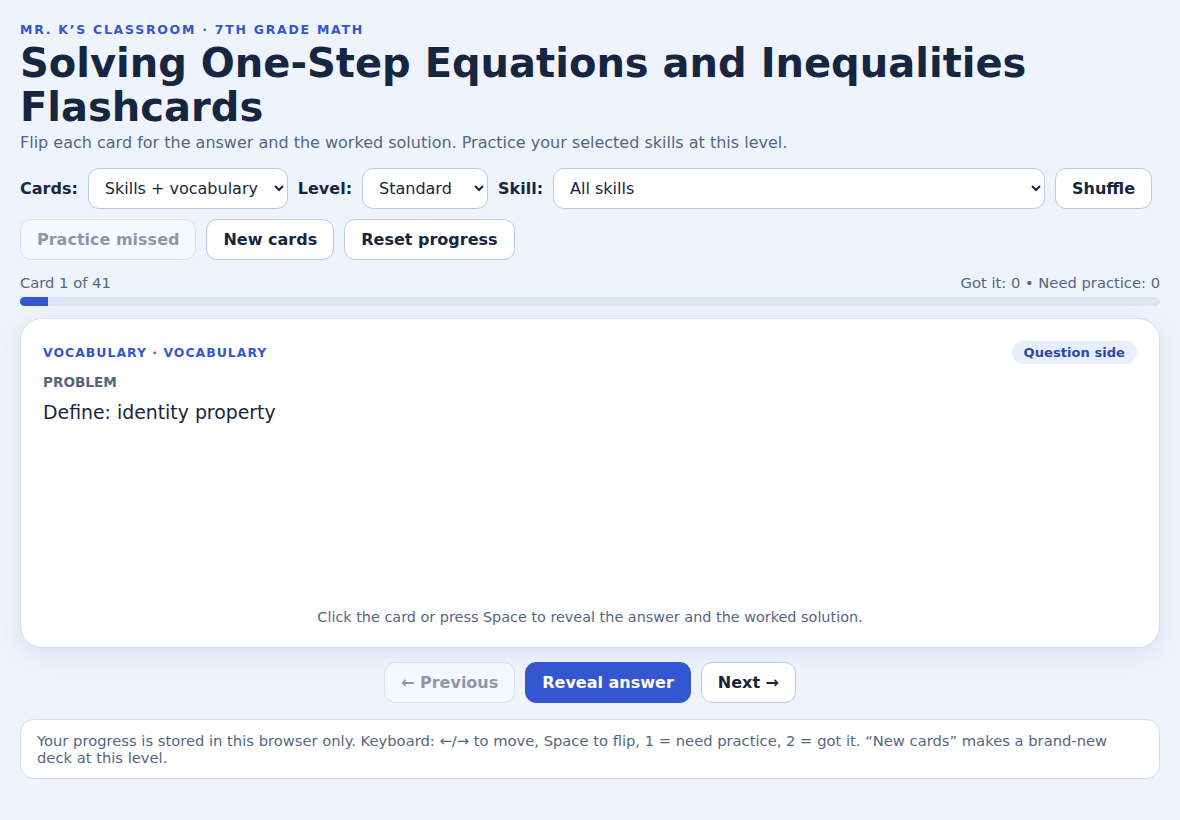 MR. K’S CLASSROOM · 7TH GRADE MATH
Solving One-Step Equations and Inequalities
Flashcards
Flip each card for the answer and the worked solution. Practice your selected skills at this level.
Cards: Skills + vocabulary Level: Standard Skill: All skills Shuffle
Practice missed New cards Reset progress
Card 1 of 41 Got it: 0 • Need practice: 0
VOCABULARY · VOCABULARY Question side
PROBLEM
Define: identity property
Click the card or press Space to reveal the answer and the worked solution.
← Previous Reveal answer Next →
Your progress is stored in this browser only. Keyboard: ←/→ to move, Space to flip, 1 = need practice, 2 = got it. “New cards” makes a brand-new
deck at this level.